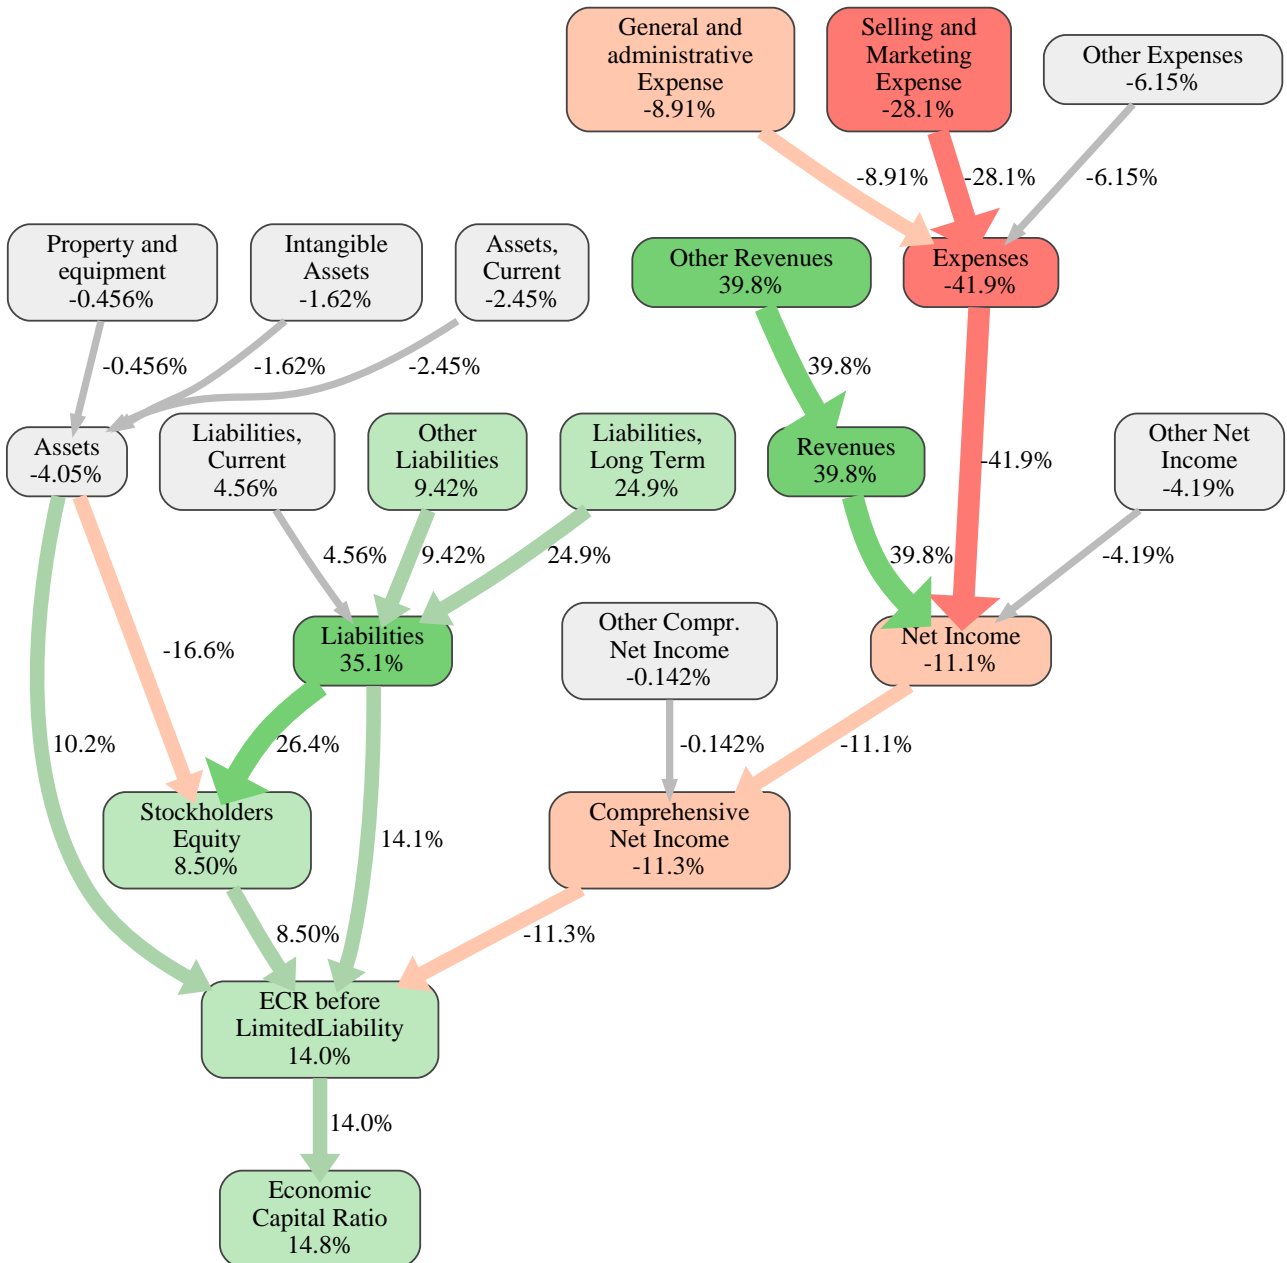 General and
administrative
Expense
-8.91%
Selling and
Marketing
Expense
-28.1%
Other Expenses
-6.15%
-8.91%
-28.1%
-6.15%
Property and
equipment
-0.456%
Intangible
Assets
-1.62%
Assets,
Current
-2.45%
Other Revenues
39.8%
Expenses
-41.9%
-0.456%
-1.62%
-2.45%
39.8%
Assets
-4.05%
Liabilities,
Current
4.56%
Other
Liabilities
9.42%
Liabilities,
Long Term
24.9%
Revenues
39.8%
-41.9%
Other Net
Income
-4.19%
4.56%
9.42%
24.9%
39.8%
-4.19%
-16.6%
Liabilities
35.1%
Other Compr.
Net Income
-0.142%
Net Income
-11.1%
10.2%
26.4%
-0.142%
-11.1%
Stockholders
Equity
8.50%
14.1%
Comprehensive
Net Income
-11.3%
8.50%
-11.3%
ECR before
LimitedLiability
14.0%
14.0%
Economic
Capital Ratio
14.8%